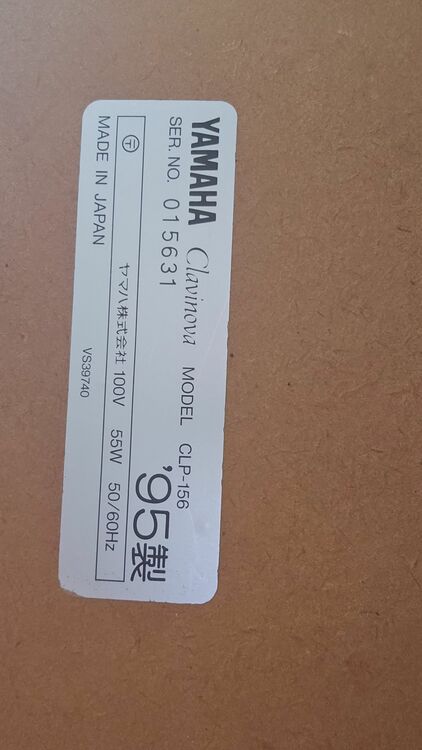 YAMAHA Clavinova MODEL CLP-156
SER. NO. 015631 '95製
〒 ヤマハ株式会社 100V 55W 50/60Hz
MADE IN JAPAN VS39740